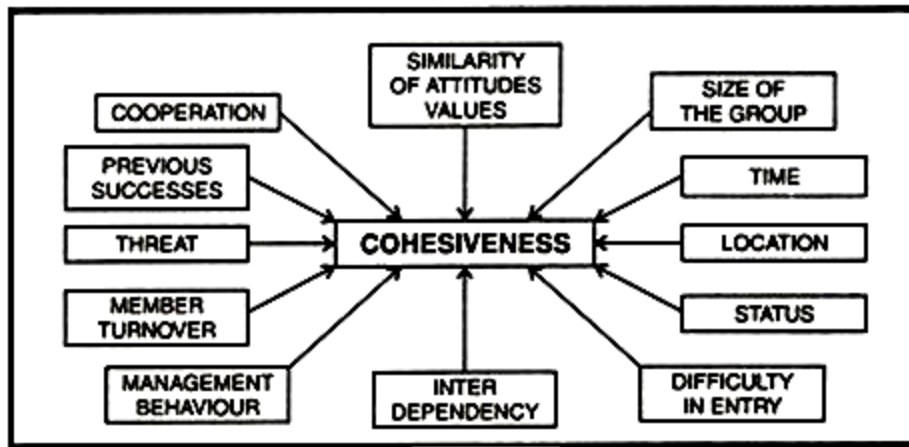 SIMILARITY
OF ATTITUDES
VALUES
SIZE OF
THE GROUP
COOPERATION
PREVIOUS
SUCCESSES
TIME
THREAT
COHESIVENESS
LOCATION
MEMBER
TURNOVER
STATUS
MANAGEMENT
BEHAVIOUR
INTER
DEPENDENCY
DIFFICULTY
IN ENTRY